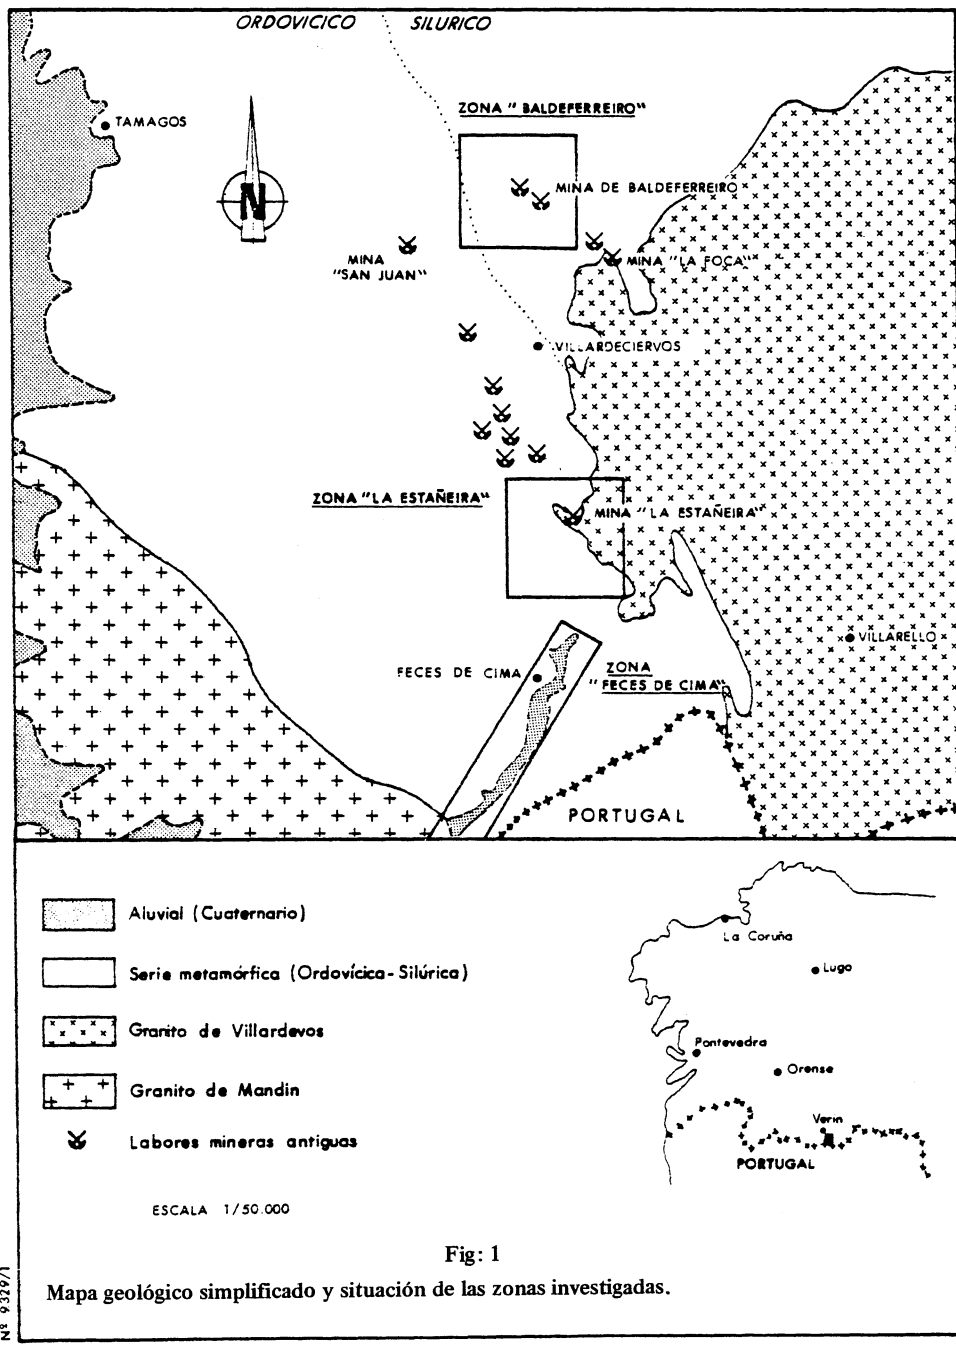 ORDOVICICO SILURICO
ZONA "BALDEFERREIRO"
TAMAGOS
MINA DE BALDEFERREIRO
N
MINA
"SAN JUAN"
MINA "LA FOCA"
VILLARDECIERVOS
ZONA "LA ESTAÑEIRA"
MINA "LA ESTAÑEIRA"
VILLARELLO
FECES DE CIMA
ZONA
"FECES DE CIMA"
PORTUGAL
Aluvial (Cuaternario)
Serie metamórfica (Ordovícica-Silúrica)
Granito de Villardevos
Granito de Mandin
Labores mineras antiguas
ESCALA 1/50.000
La Coruña
Lugo
Pontevedra
Orense
Verin
PORTUGAL
Fig: 1
Mapa geológico simplificado y situación de las zonas investigadas.
Nº 9329/1